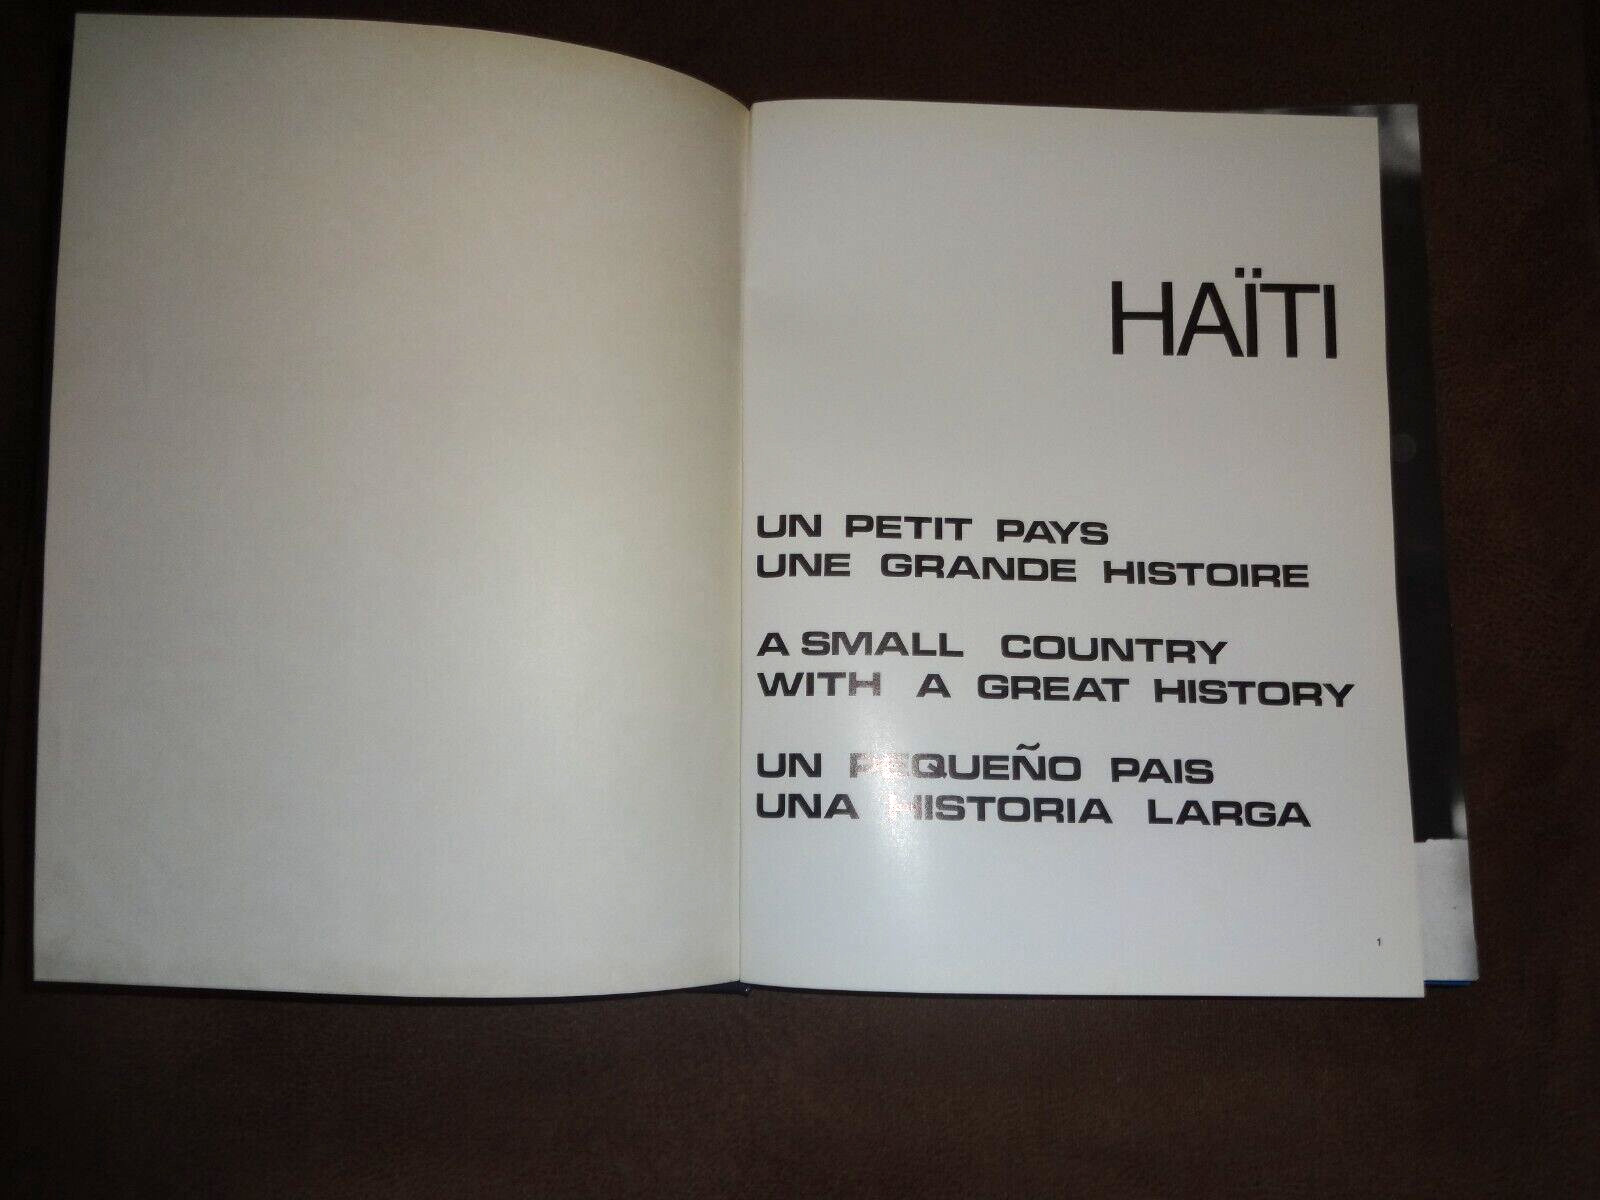 HAÏTI
UN PETIT PAYS
UNE GRANDE HISTOIRE
A SMALL COUNTRY
WITH A GREAT HISTORY
UN PEQUEÑO PAIS
UNA HISTORIA LARGA
1